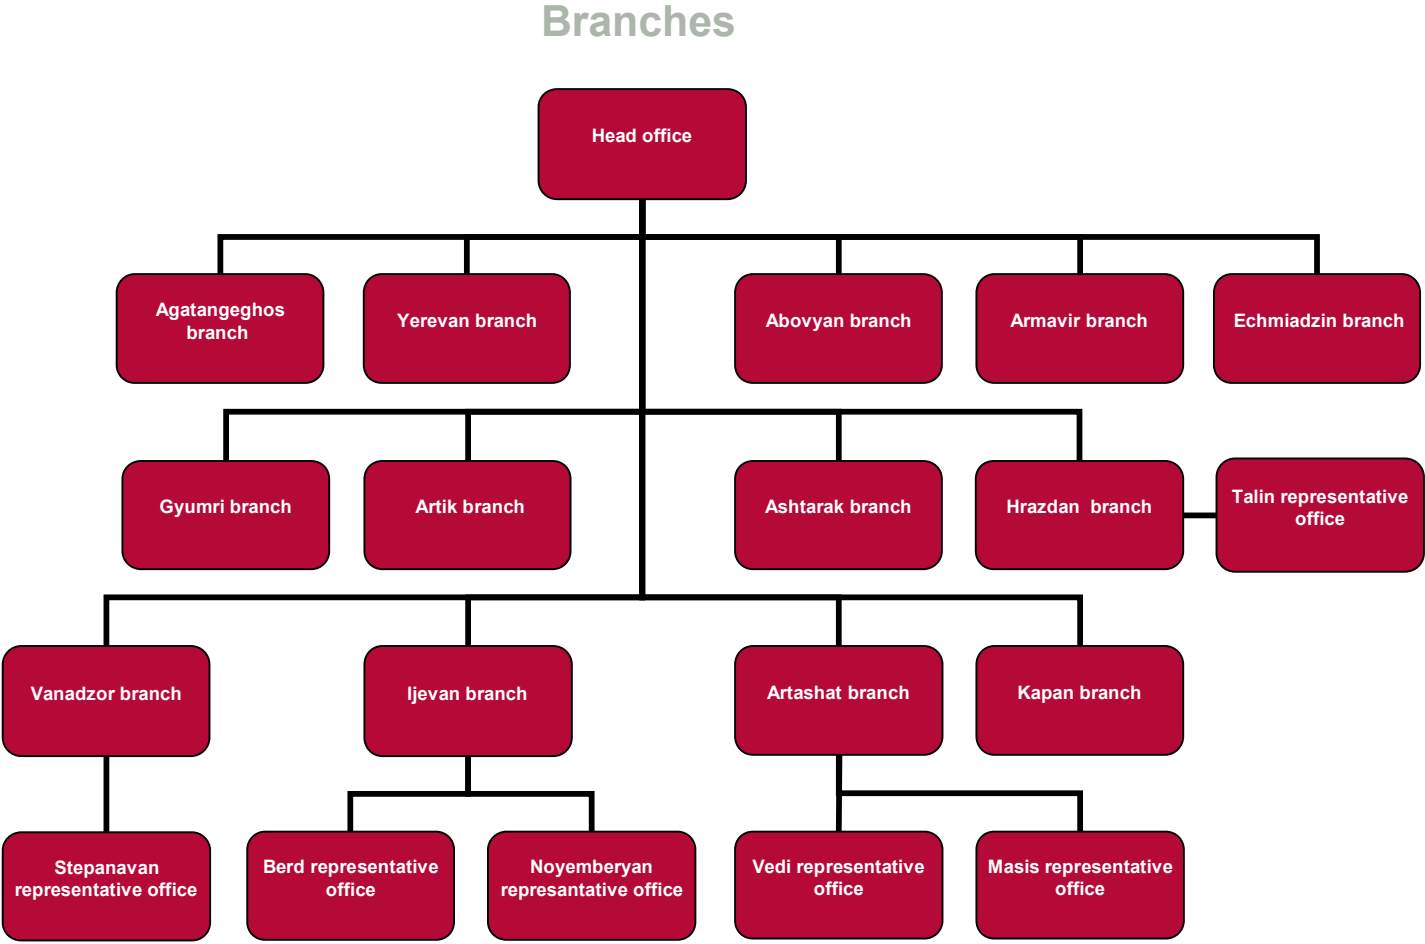 Branches
Head office
Agatangeghos
branch
Yerevan branch
Abovyan branch
Armavir branch
Echmiadzin branch
Gyumri branch
Artik branch
Ashtarak branch
Hrazdan  branch
Talin representative
office
Vanadzor branch
Ijevan branch
Artashat branch
Kapan branch
Stepanavan
representative office
Berd representative
office
Noyemberyan
represantative office
Vedi representative
office
Masis representative
office